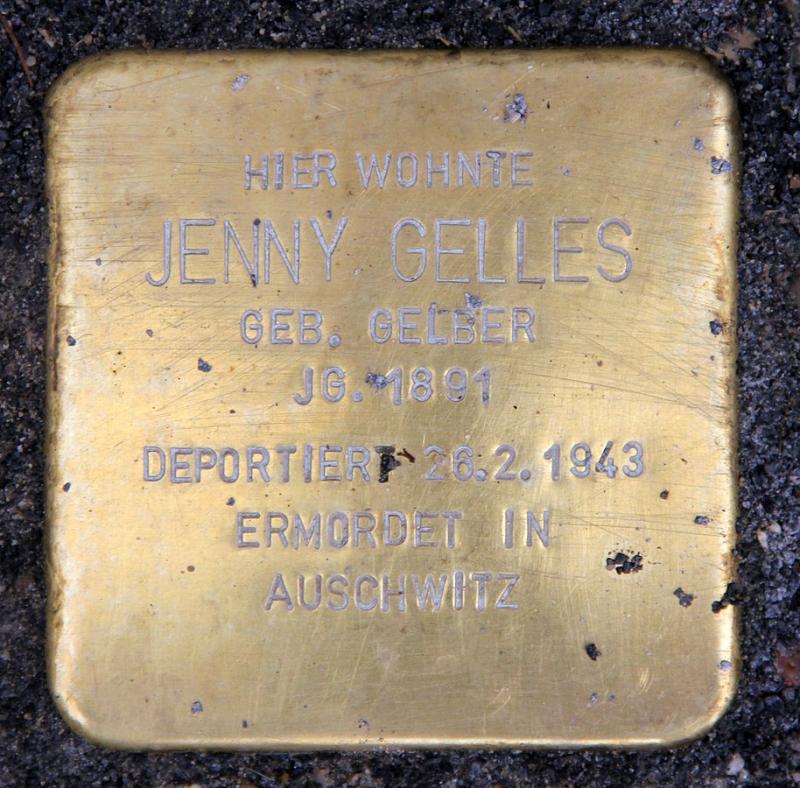 HIER WOHNTE
JENNY GELLES
GEB. GELBER
JG. 1891
DEPORTIERT 26.2.1943
ERMORDET IN
AUSCHWITZ